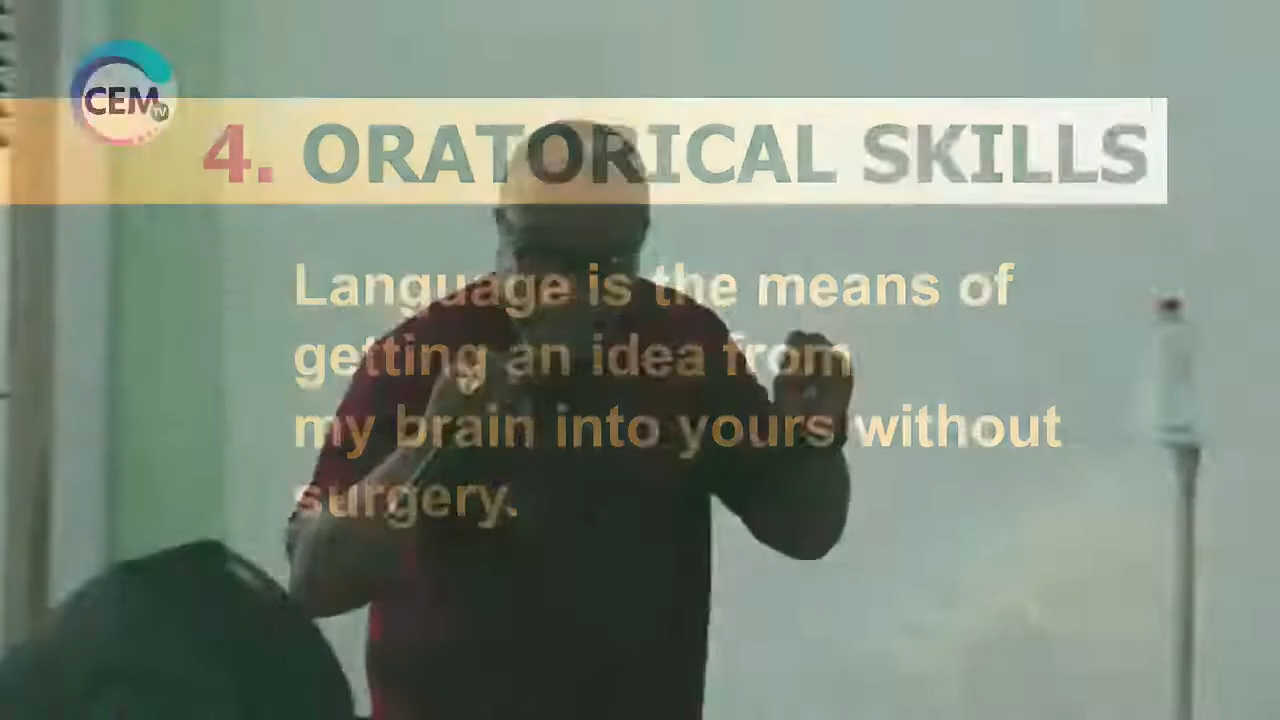 CEM
TV
4. ORATORICAL SKILLS
Language is the means of
getting an idea from
my brain into yours without
surgery.